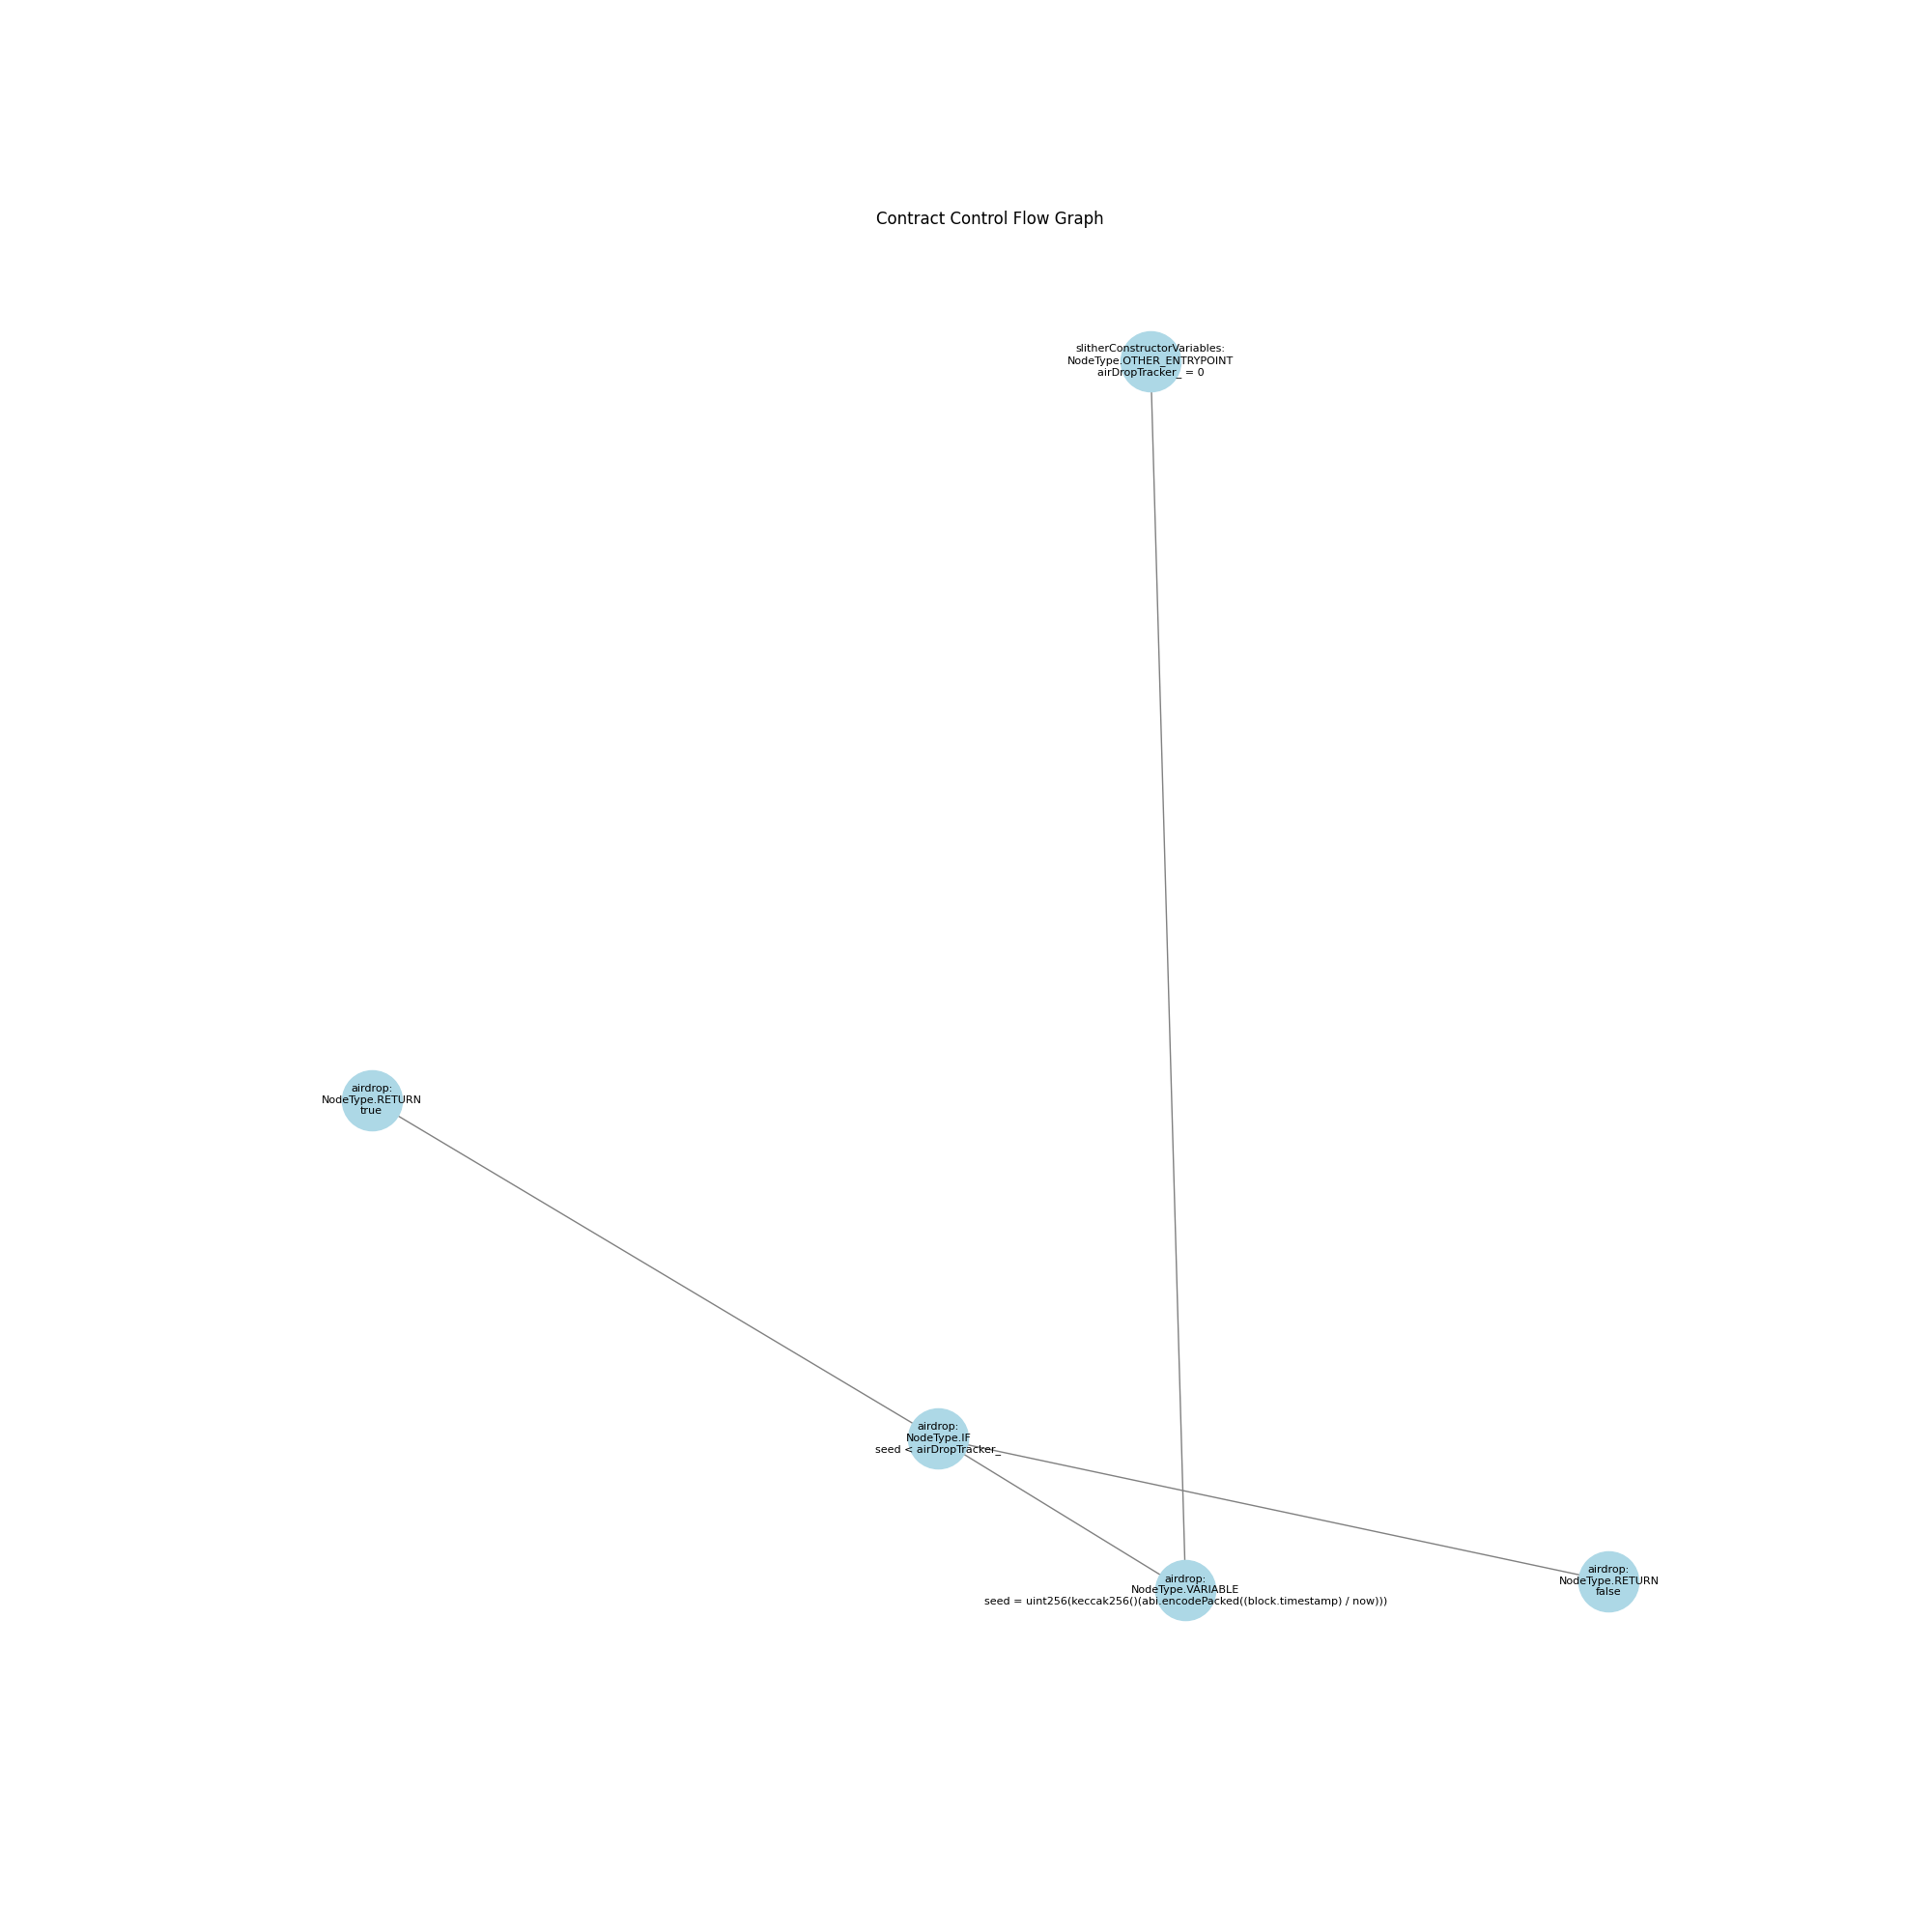 Contract Control Flow Graph
slitherConstructorVariables:
NodeType.OTHER_ENTRYPOINT
airDropTracker_ = 0
airdrop:
NodeType.RETURN
true
airdrop:
NodeType.IF
seed < airDropTracker_
airdrop:
NodeType.VARIABLE
seed = uint256(keccak256()(abi.encodePacked((block.timestamp) / now)))
airdrop:
NodeType.RETURN
false